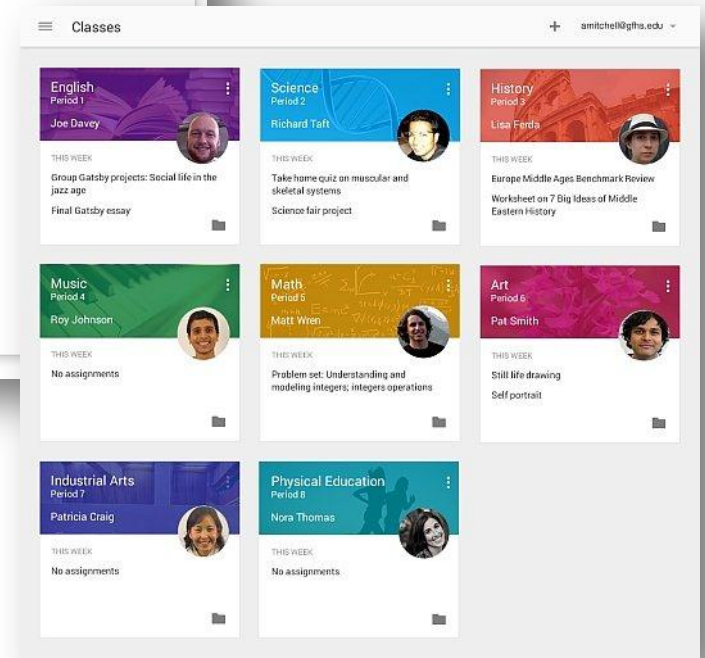 Classes
+ amitchell@gfhs.edu
English
Period 1
Joe Davey
THIS WEEK
Group Gatsby projects: Social life in the
jazz age
Final Gatsby essay
Science
Period 2
Richard Taft
THIS WEEK
Take home quiz on muscular and
skeletal systems
Science fair project
History
Period 3
Lisa Ferda
THIS WEEK
Europe Middle Ages Benchmark Review
Worksheet on 7 Big Ideas of Middle
Eastern History
Music
Period 4
Roy Johnson
THIS WEEK
No assignments
Math
Period 5
Matt Wren
THIS WEEK
Problem set: Understanding and
modeling integers; integers operations
Art
Period 6
Pat Smith
THIS WEEK
Still life drawing
Self portrait
Industrial Arts
Period 7
Patricia Craig
THIS WEEK
No assignments
Physical Education
Period 8
Nora Thomas
THIS WEEK
No assignments